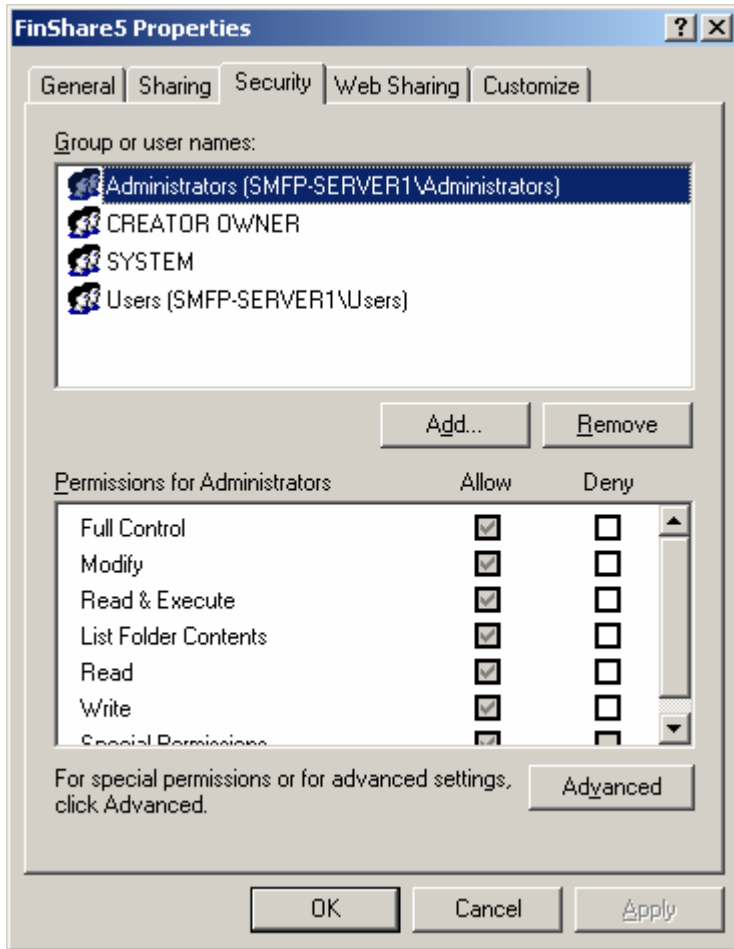 FinShare5 Properties
General Sharing Security Web Sharing Customize
Group or user names:
Administrators (SMFP-SERVER1\Administrators)
CREATOR OWNER
SYSTEM
Users (SMFP-SERVER1\Users)
Add... Remove
Permissions for Administrators Allow Deny
Full Control
Modify
Read & Execute
List Folder Contents
Read
Write
Special Permissions
For special permissions or for advanced settings, Advanced
click Advanced.
OK Cancel Apply